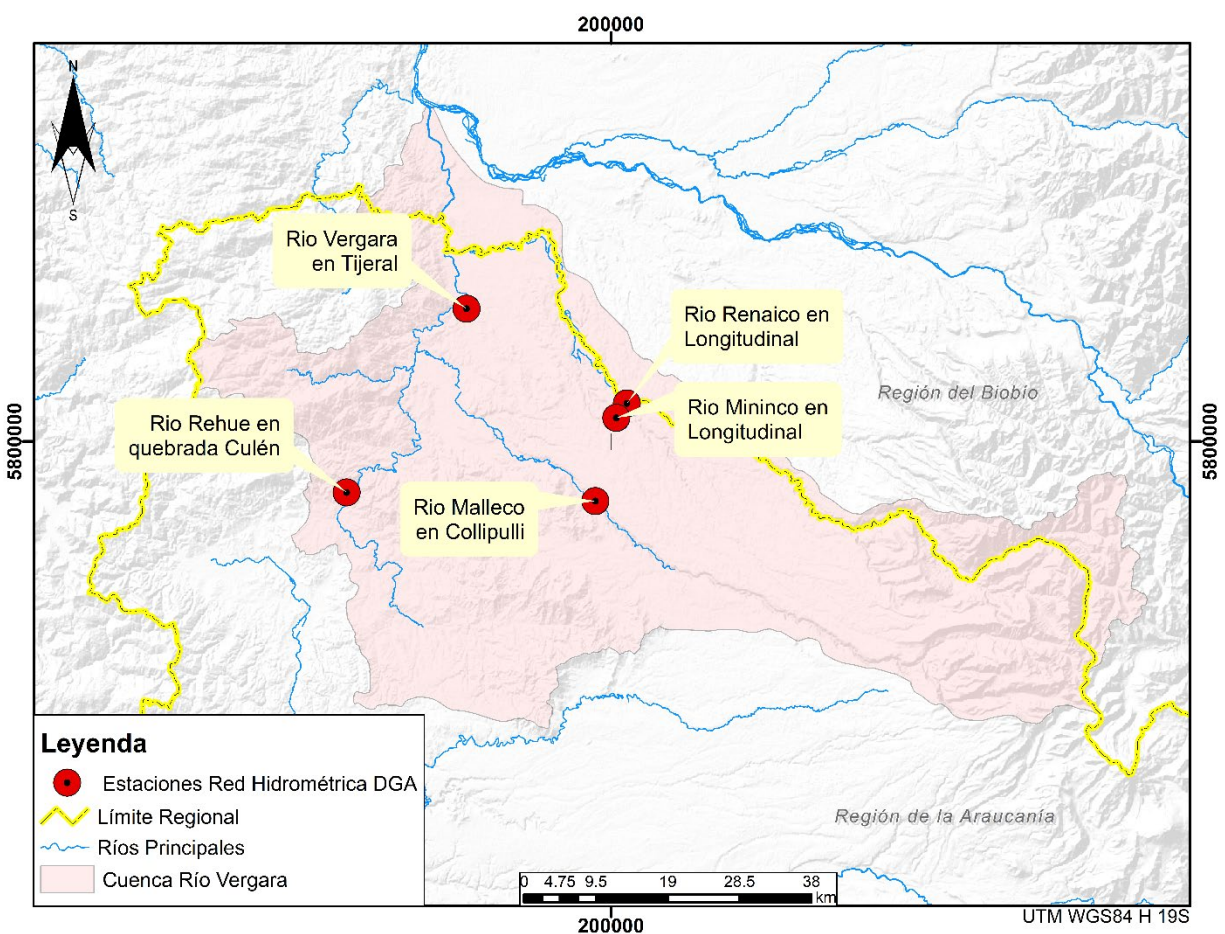 200000
N
S
Rio Vergara
en Tijeral
Rio Renaico en
Longitudinal
Región del Biobío
Rio Mininco en
Longitudinal
5800000
5800000
Rio Rehue en
quebrada Culén
Rio Malleco
en Collipulli
Leyenda
Estaciones Red Hidrométrica DGA
Límite Regional
Ríos Principales
Cuenca Río Vergara
Región de la Araucanía
0 4.75 9.5 19 28.5 38
km
UTM WGS84 H 19S
200000